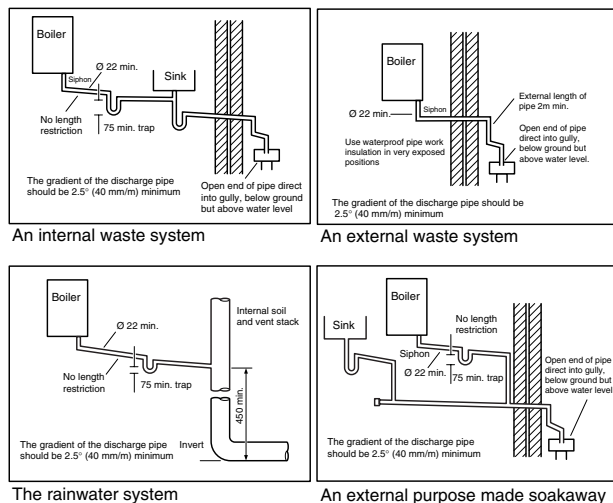 Boiler
Ø 22 min.
Siphon
Sink
No length
restriction
75 min. trap
The gradient of the discharge pipe
should be 2.5° (40 mm/m) minimum
Open end of pipe direct
into gully, below ground
but above water level
An internal waste system
Boiler
Siphon
Ø 22 min.
External length of
pipe 2m min.
Open end of pipe
direct into gully,
below ground but
above water level.
Use waterproof pipe work
insulation in very exposed
positions
The gradient of the discharge pipe should be
2.5° (40 mm/m) minimum
An external waste system
Boiler
Ø 22 min.
Internal soil
and vent stack
No length
restriction
75 min. trap
450 min.
The gradient of the discharge pipe
should be 2.5° (40 mm/m) minimum
Invert
The rainwater system
Boiler
Sink
No length
restriction
Siphon
Ø 22 min.
75 min. trap
Open end of pipe
direct into gully,
below ground but
above water level
The gradient of the discharge pipe
should be 2.5° (40 mm/m) minimum
An external purpose made soakaway